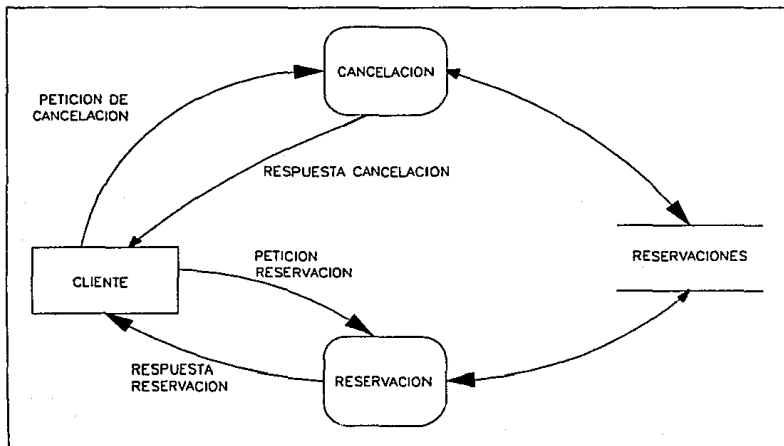 CANCELACION
PETICION DE
CANCELACION
RESPUESTA CANCELACION
PETICION
RESERVACION
RESERVACIONES
CLIENTE
RESPUESTA
RESERVACION
RESERVACION